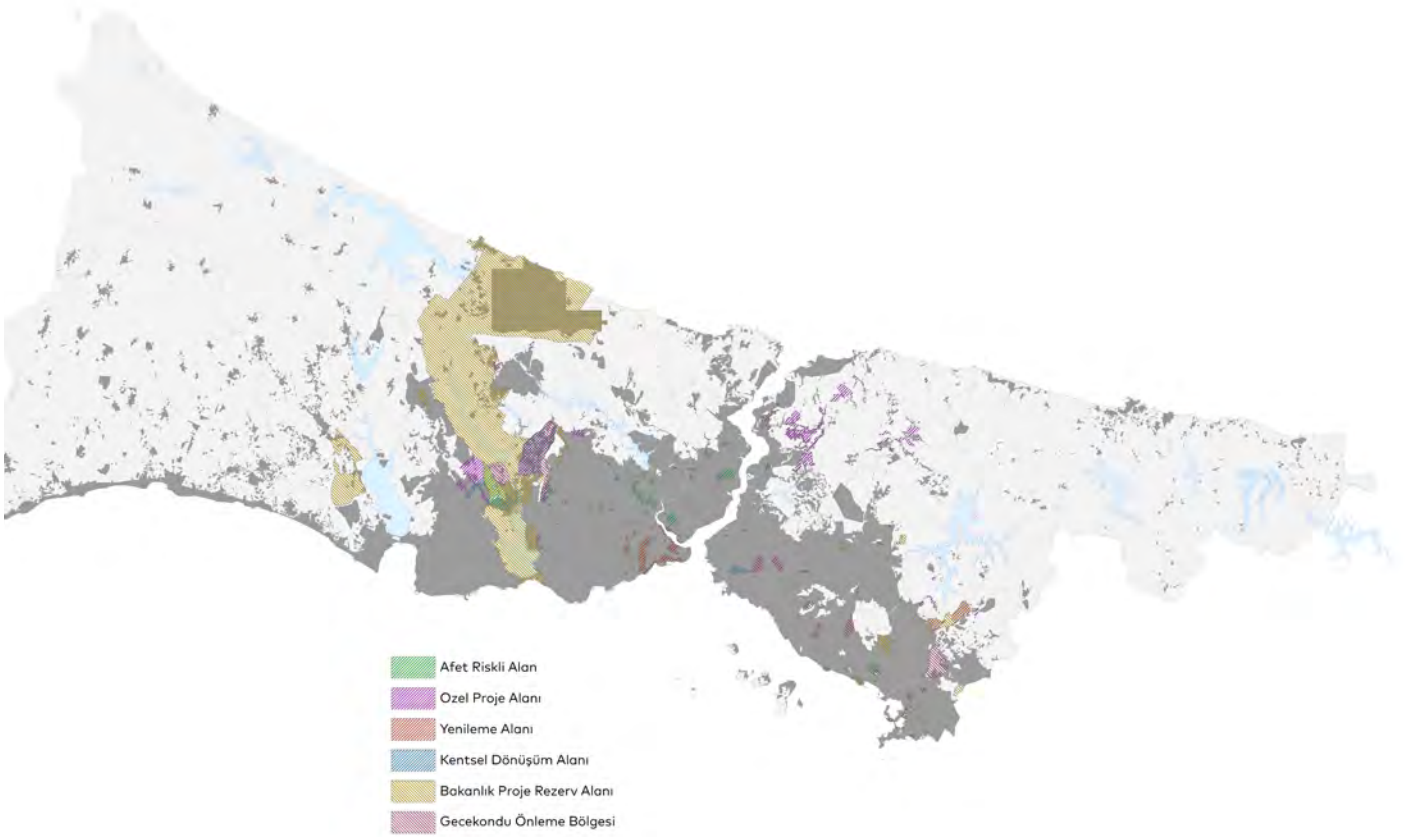 Afet Riskli Alan
Ozel Proje Alanı
Yenileme Alanı
Kentsel Dönüşüm Alanı
Bakanlık Proje Rezerv Alanı
Gecekondu Önleme Bölgesi